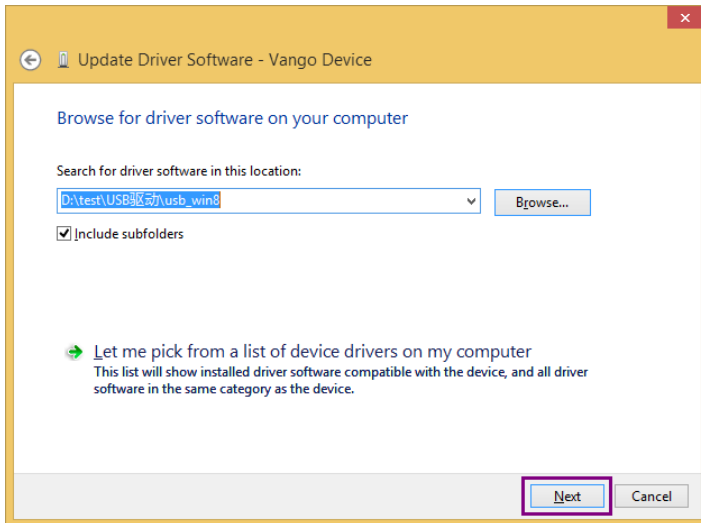 Update Driver Software - Vango Device
Browse for driver software on your computer
Search for driver software in this location:
D:\test\USB驱动\usb_win8
Browse...
Include subfolders
Let me pick from a list of device drivers on my computer
This list will show installed driver software compatible with the device, and all driver
software in the same category as the device.
Next
Cancel